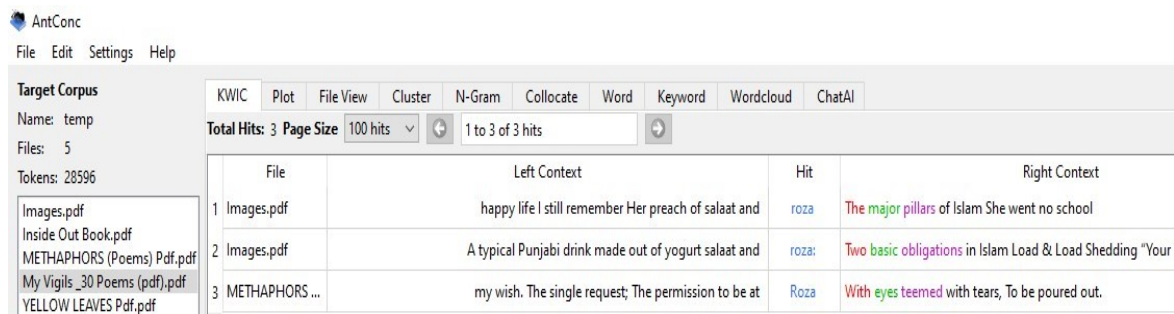 AntConc
File Edit Settings Help
Target Corpus
Name: temp
Files: 5
Tokens: 28596
Images.pdf
Inside Out Book.pdf
METHAPHORS (Poems) Pdf.pdf
My Vigils _30 Poems (pdf).pdf
YELLOW LEAVES Pdf.pdf
KWIC Plot File View Cluster N-Gram Collocate Word Keyword Wordcloud ChatAI
Total Hits: 3 Page Size 100 hits 1 to 3 of 3 hits
File Left Context Hit Right Context
1 Images.pdf happy life I still remember Her preach of salaat and roza The major pillars of Islam She went no school
2 Images.pdf A typical Punjabi drink made out of yogurt salaat and roza: Two basic obligations in Islam Load & Load Shedding “Your
3 METHAPHORS ... my wish. The single request; The permission to be at Roza With eyes teemed with tears, To be poured out.